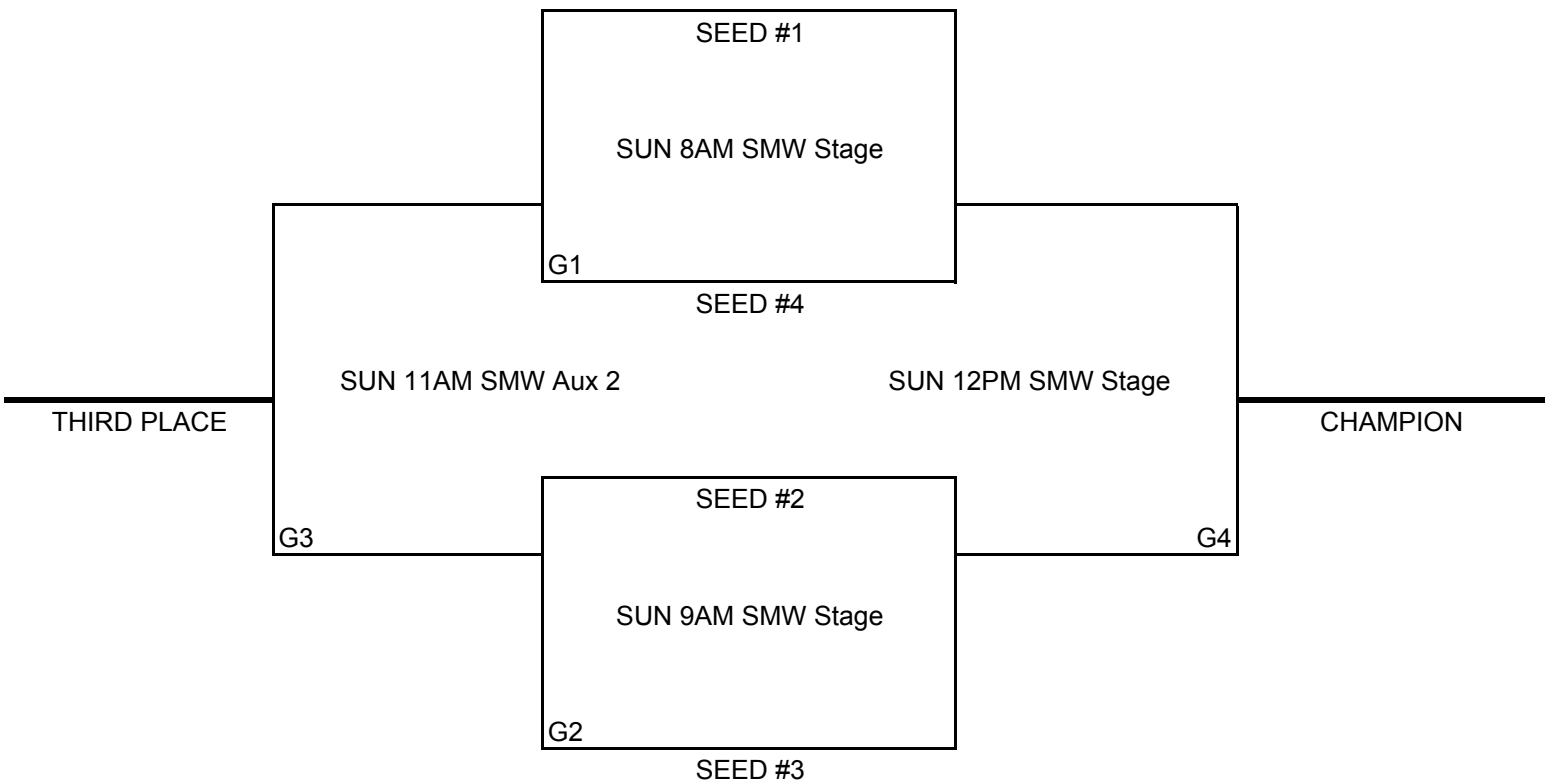 SEED #1
SUN 8AM SMW Stage
G1
SEED #4
SUN 11AM SMW Aux 2
SUN 12PM SMW Stage
THIRD PLACE
CHAMPION
SEED #2
G3
G4
SUN 9AM SMW Stage
G2
SEED #3